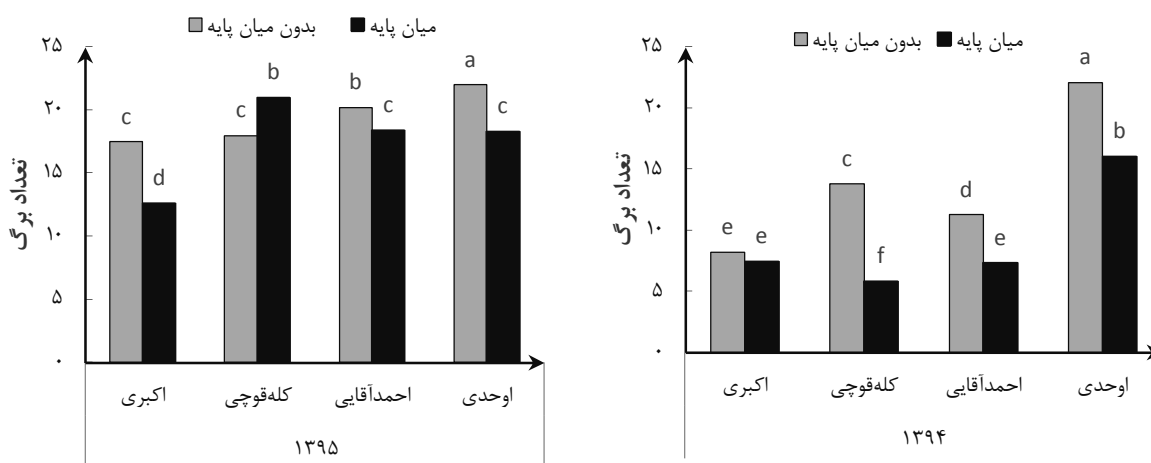 بدون میان پایه میان پایه
تعداد برگ
۲۵
۲۰
۱۵
۱۰
۵
۰
c d c b b c a c
اکبری کله‌قوچی احمدآقایی اوحدی
۱۳۹۵
بدون میان پایه میان پایه
تعداد برگ
۲۵
۲۰
۱۵
۱۰
۵
۰
e e c f d e a b
اکبری کله‌قوچی احمدآقایی اوحدی
۱۳۹۴